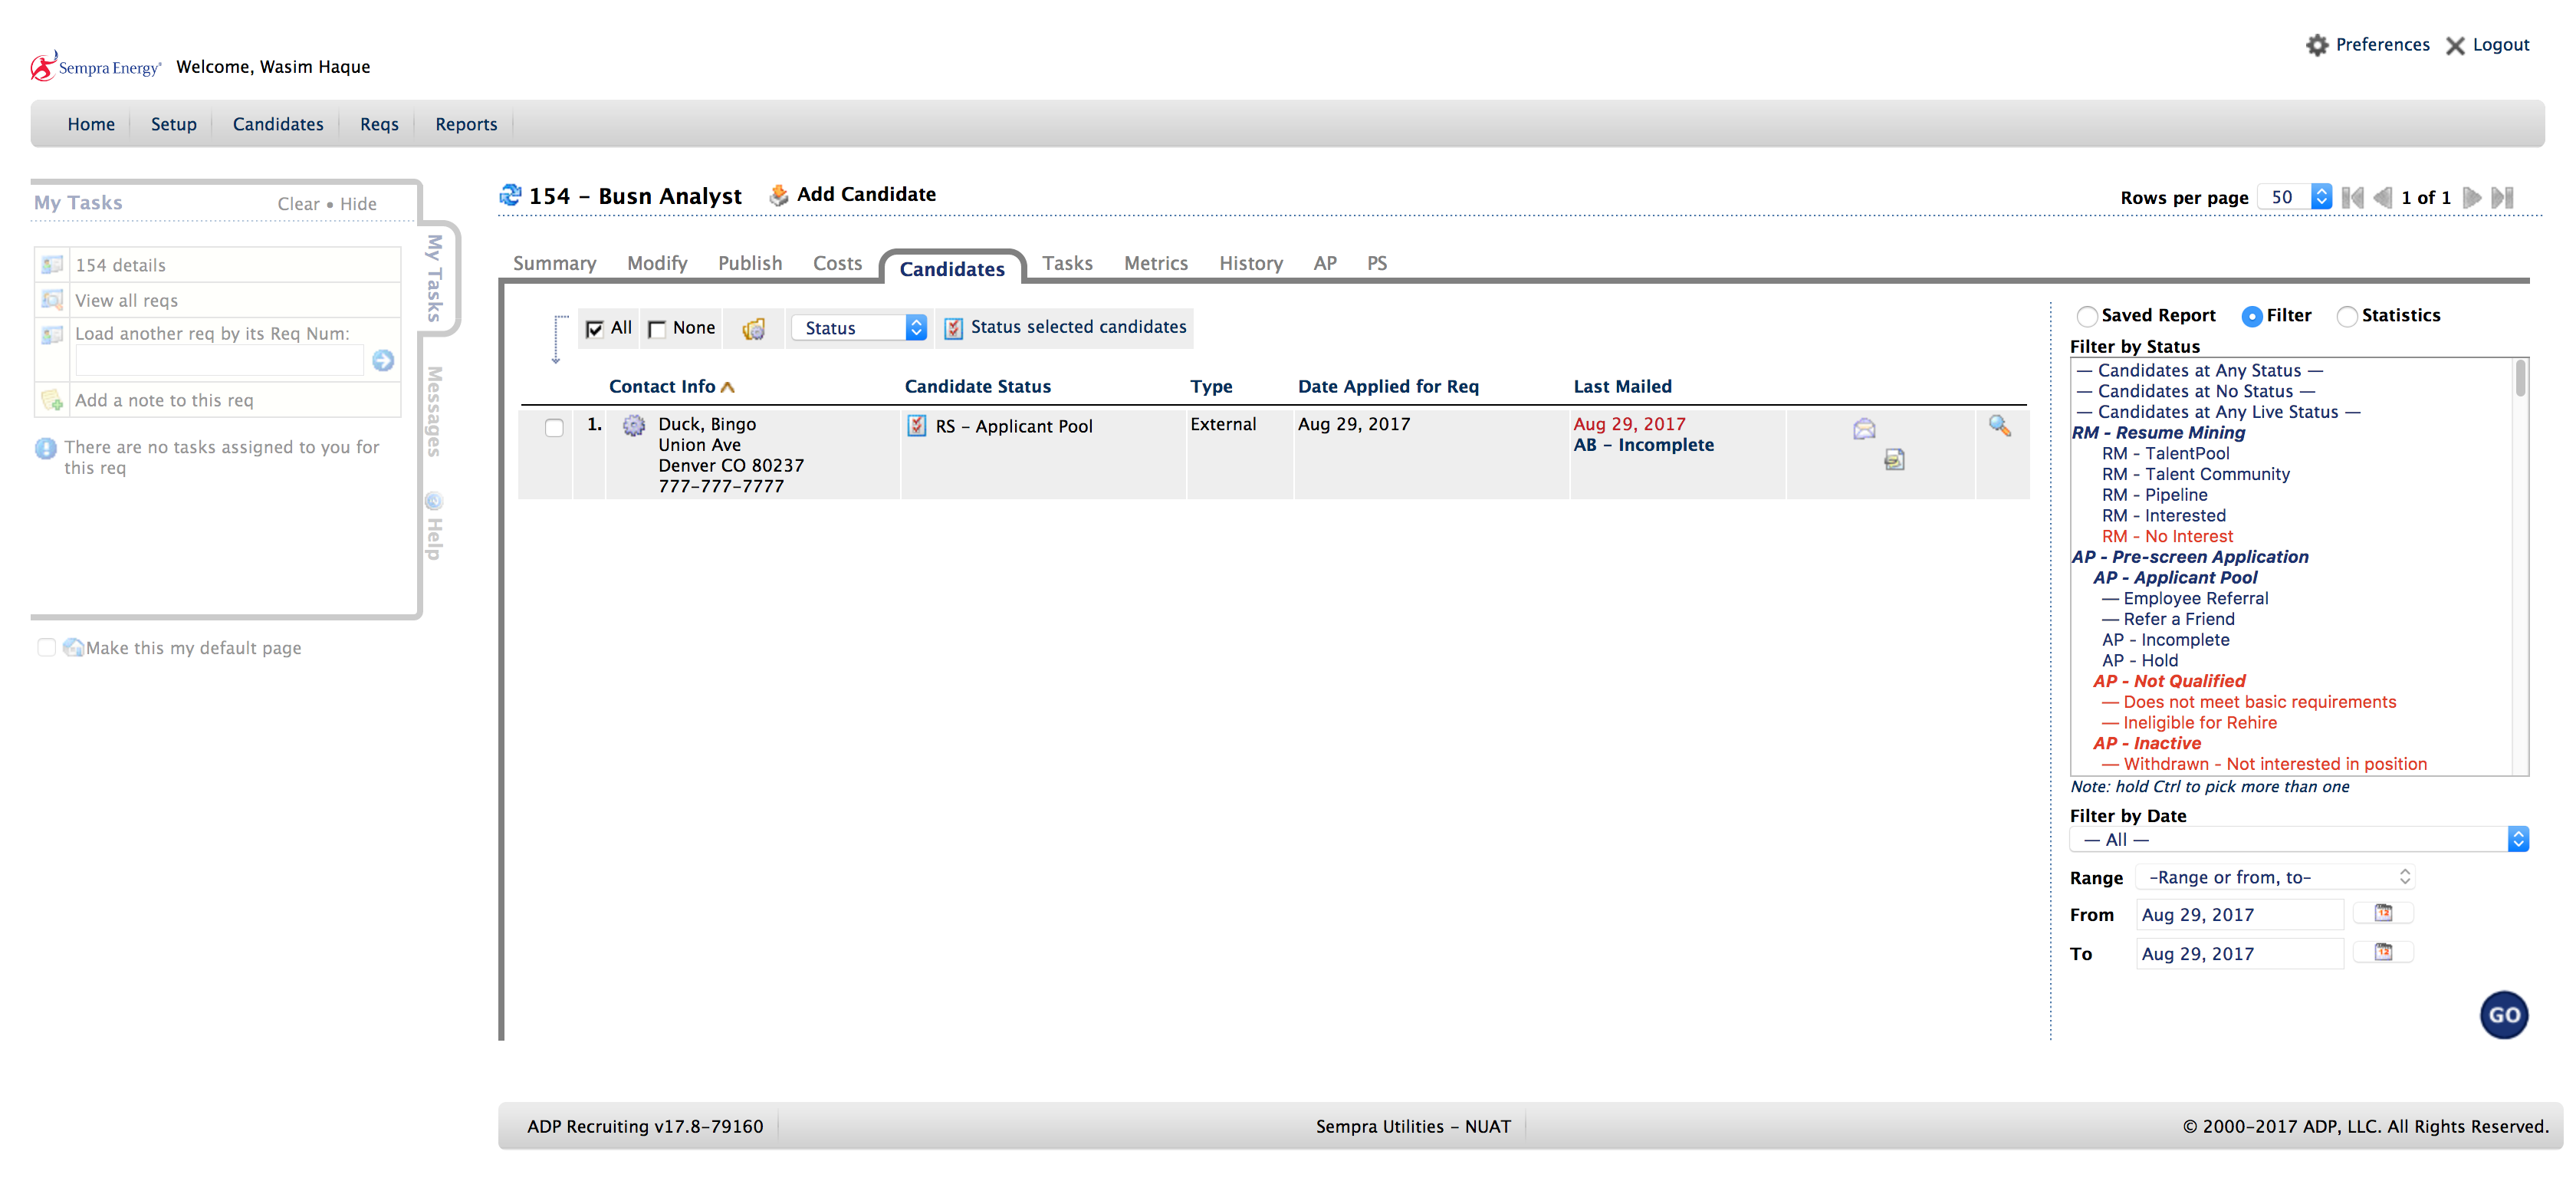 Preferences Logout
Sempra Energy® Welcome, Wasim Haque
Home Setup Candidates Reqs Reports
My Tasks Clear • Hide
154 details
View all reqs
Load another req by its Req Num:
Add a note to this req
There are no tasks assigned to you for
this req
My Tasks
Messages
Help
Make this my default page
154 – Busn Analyst Add Candidate
Rows per page 50 1 of 1
Summary Modify Publish Costs Candidates Tasks Metrics History AP PS
All None Status Status selected candidates
Contact Info Candidate Status Type Date Applied for Req Last Mailed
1. Duck, Bingo RS – Applicant Pool External Aug 29, 2017 Aug 29, 2017
Union Ave AB – Incomplete
Denver CO 80237
777–777–7777
Saved Report Filter Statistics
Filter by Status
— Candidates at Any Status —
— Candidates at No Status —
— Candidates at Any Live Status —
RM - Resume Mining
RM - TalentPool
RM - Talent Community
RM - Pipeline
RM - Interested
RM - No Interest
AP - Pre-screen Application
AP - Applicant Pool
— Employee Referral
— Refer a Friend
AP - Incomplete
AP - Hold
AP - Not Qualified
— Does not meet basic requirements
— Ineligible for Rehire
AP - Inactive
— Withdrawn - Not interested in position
Note: hold Ctrl to pick more than one
Filter by Date
— All —
Range –Range or from, to–
From Aug 29, 2017 12
To Aug 29, 2017 12
GO
ADP Recruiting v17.8–79160 Sempra Utilities – NUAT © 2000–2017 ADP, LLC. All Rights Reserved.